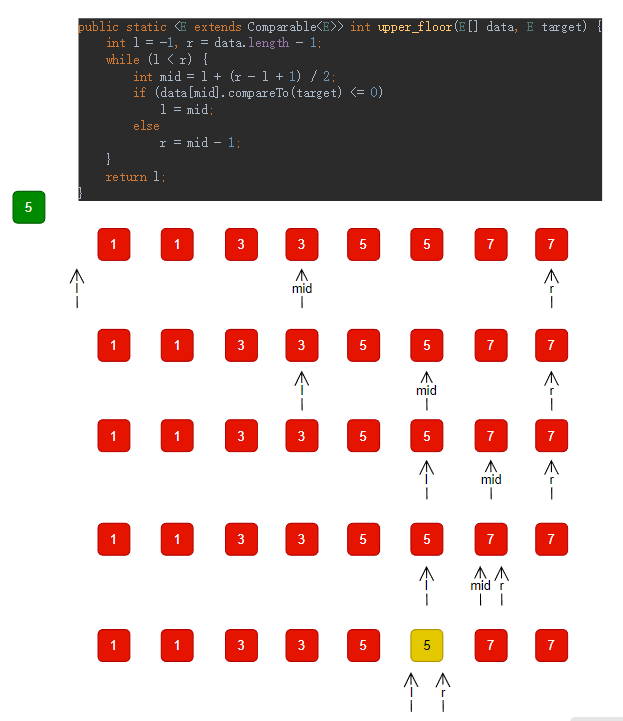 public static <E extends Comparable<E>> int upper_floor(E[] data, E target) {
int l = -1, r = data.length - 1;
while (l < r) {
int mid = l + (r - l + 1) / 2;
if (data[mid].compareTo(target) <= 0)
l = mid;
else
r = mid - 1;
}
return l;
}
5
1 1 3 3 5 5 7 7
l mid r
1 1 3 3 5 5 7 7
l mid r
1 1 3 3 5 5 7 7
l mid r
1 1 3 3 5 5 7 7
l mid r
1 1 3 3 5 5 7 7
l r